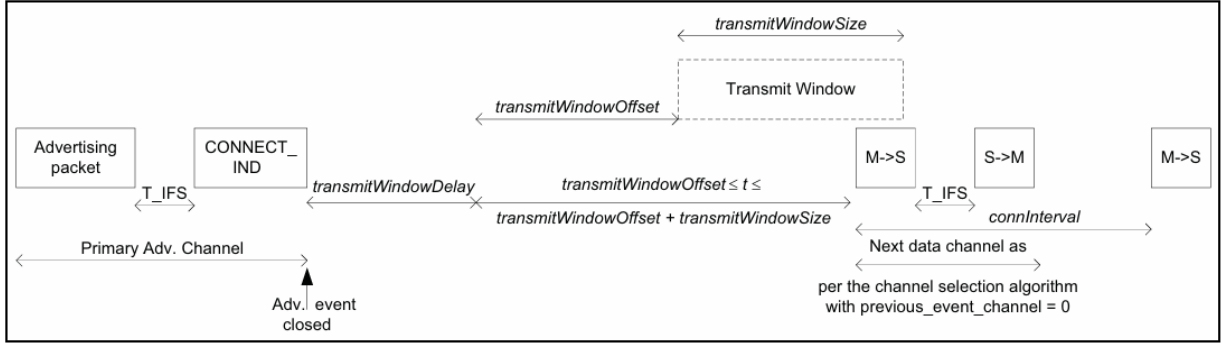 transmitWindowSize
Transmit Window
transmitWindowOffset
Advertising
packet
CONNECT_
IND
M->S
S->M
M->S
T_IFS
transmitWindowDelay
transmitWindowOffset ≤ t ≤
transmitWindowOffset + transmitWindowSize
T_IFS
connInterval
Primary Adv. Channel
Next data channel as
per the channel selection algorithm
with previous_event_channel = 0
Adv. event
closed